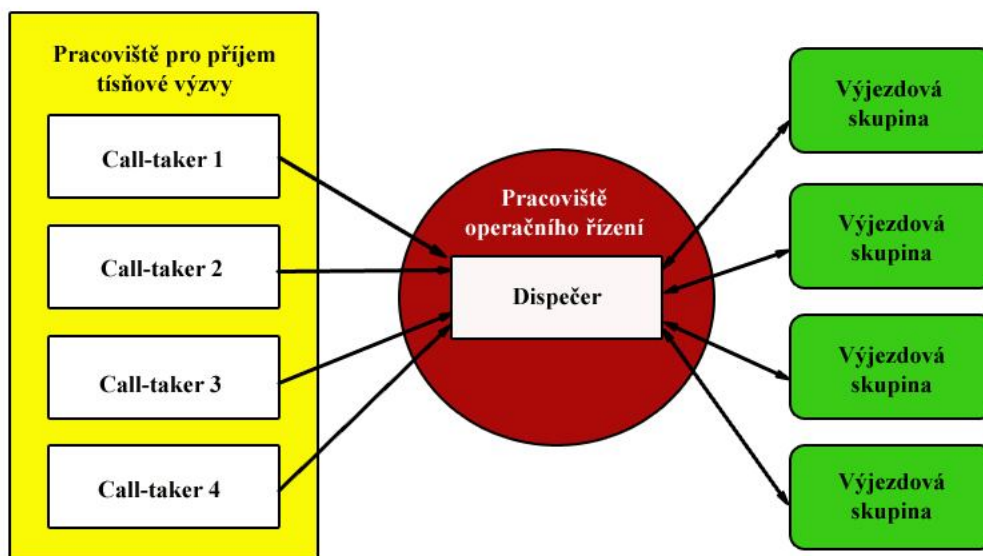 Pracoviště pro příjem
tísňové výzvy
Call-taker 1
Call-taker 2
Call-taker 3
Call-taker 4
Pracoviště
operačního řízení
Dispečer
Výjezdová
skupina
Výjezdová
skupina
Výjezdová
skupina
Výjezdová
skupina